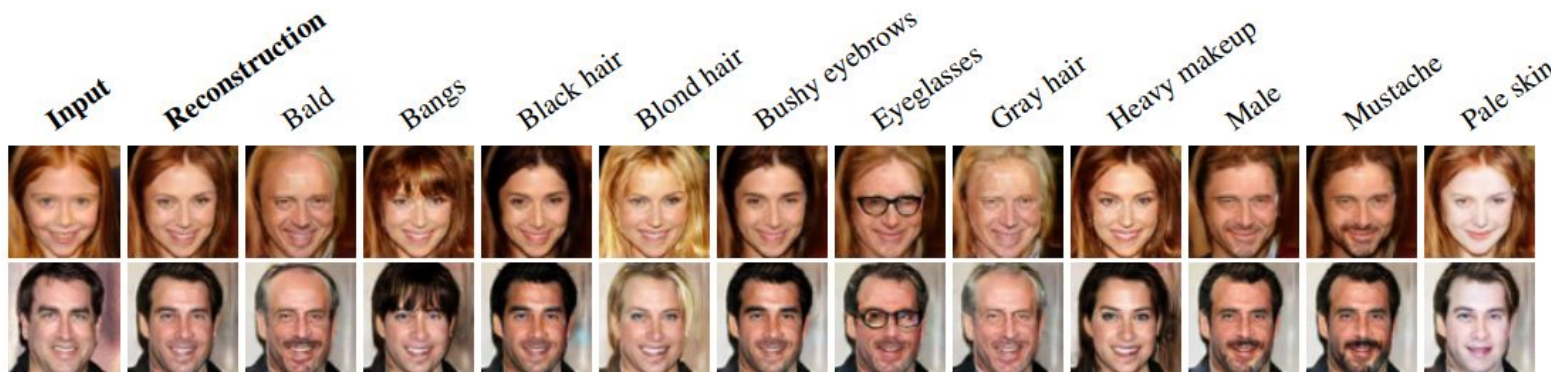 Input
Reconstruction
Bald
Bangs
Black hair
Blond hair
Bushy eyebrows
Eyeglasses
Gray hair
Heavy makeup
Male
Mustache
Pale skin